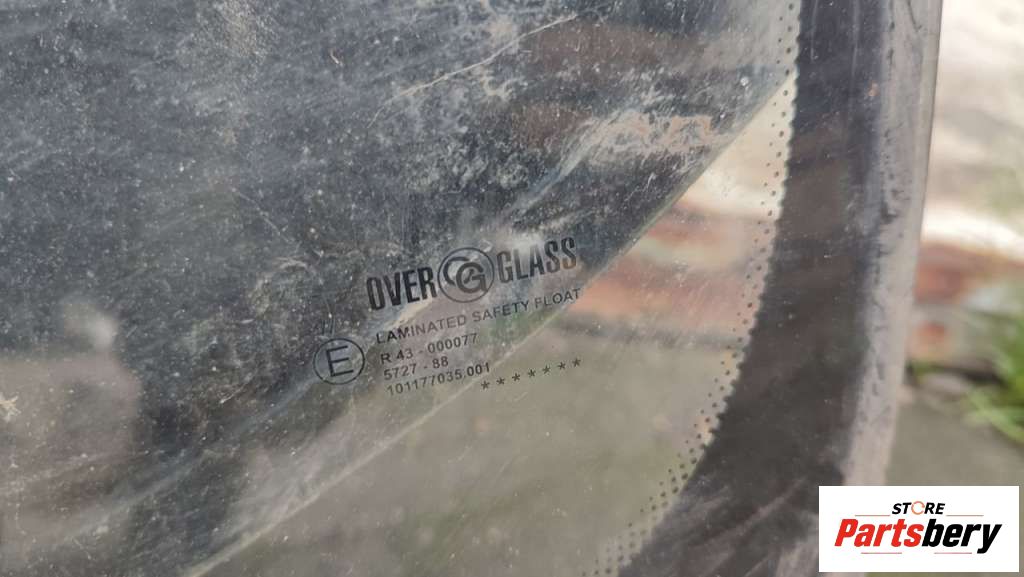 OVER G GLASS
LAMINATED SAFETY FLOAT
E
R 43 - 000077
5727 - 88
101177035,001
*******
STORE
Partsbery